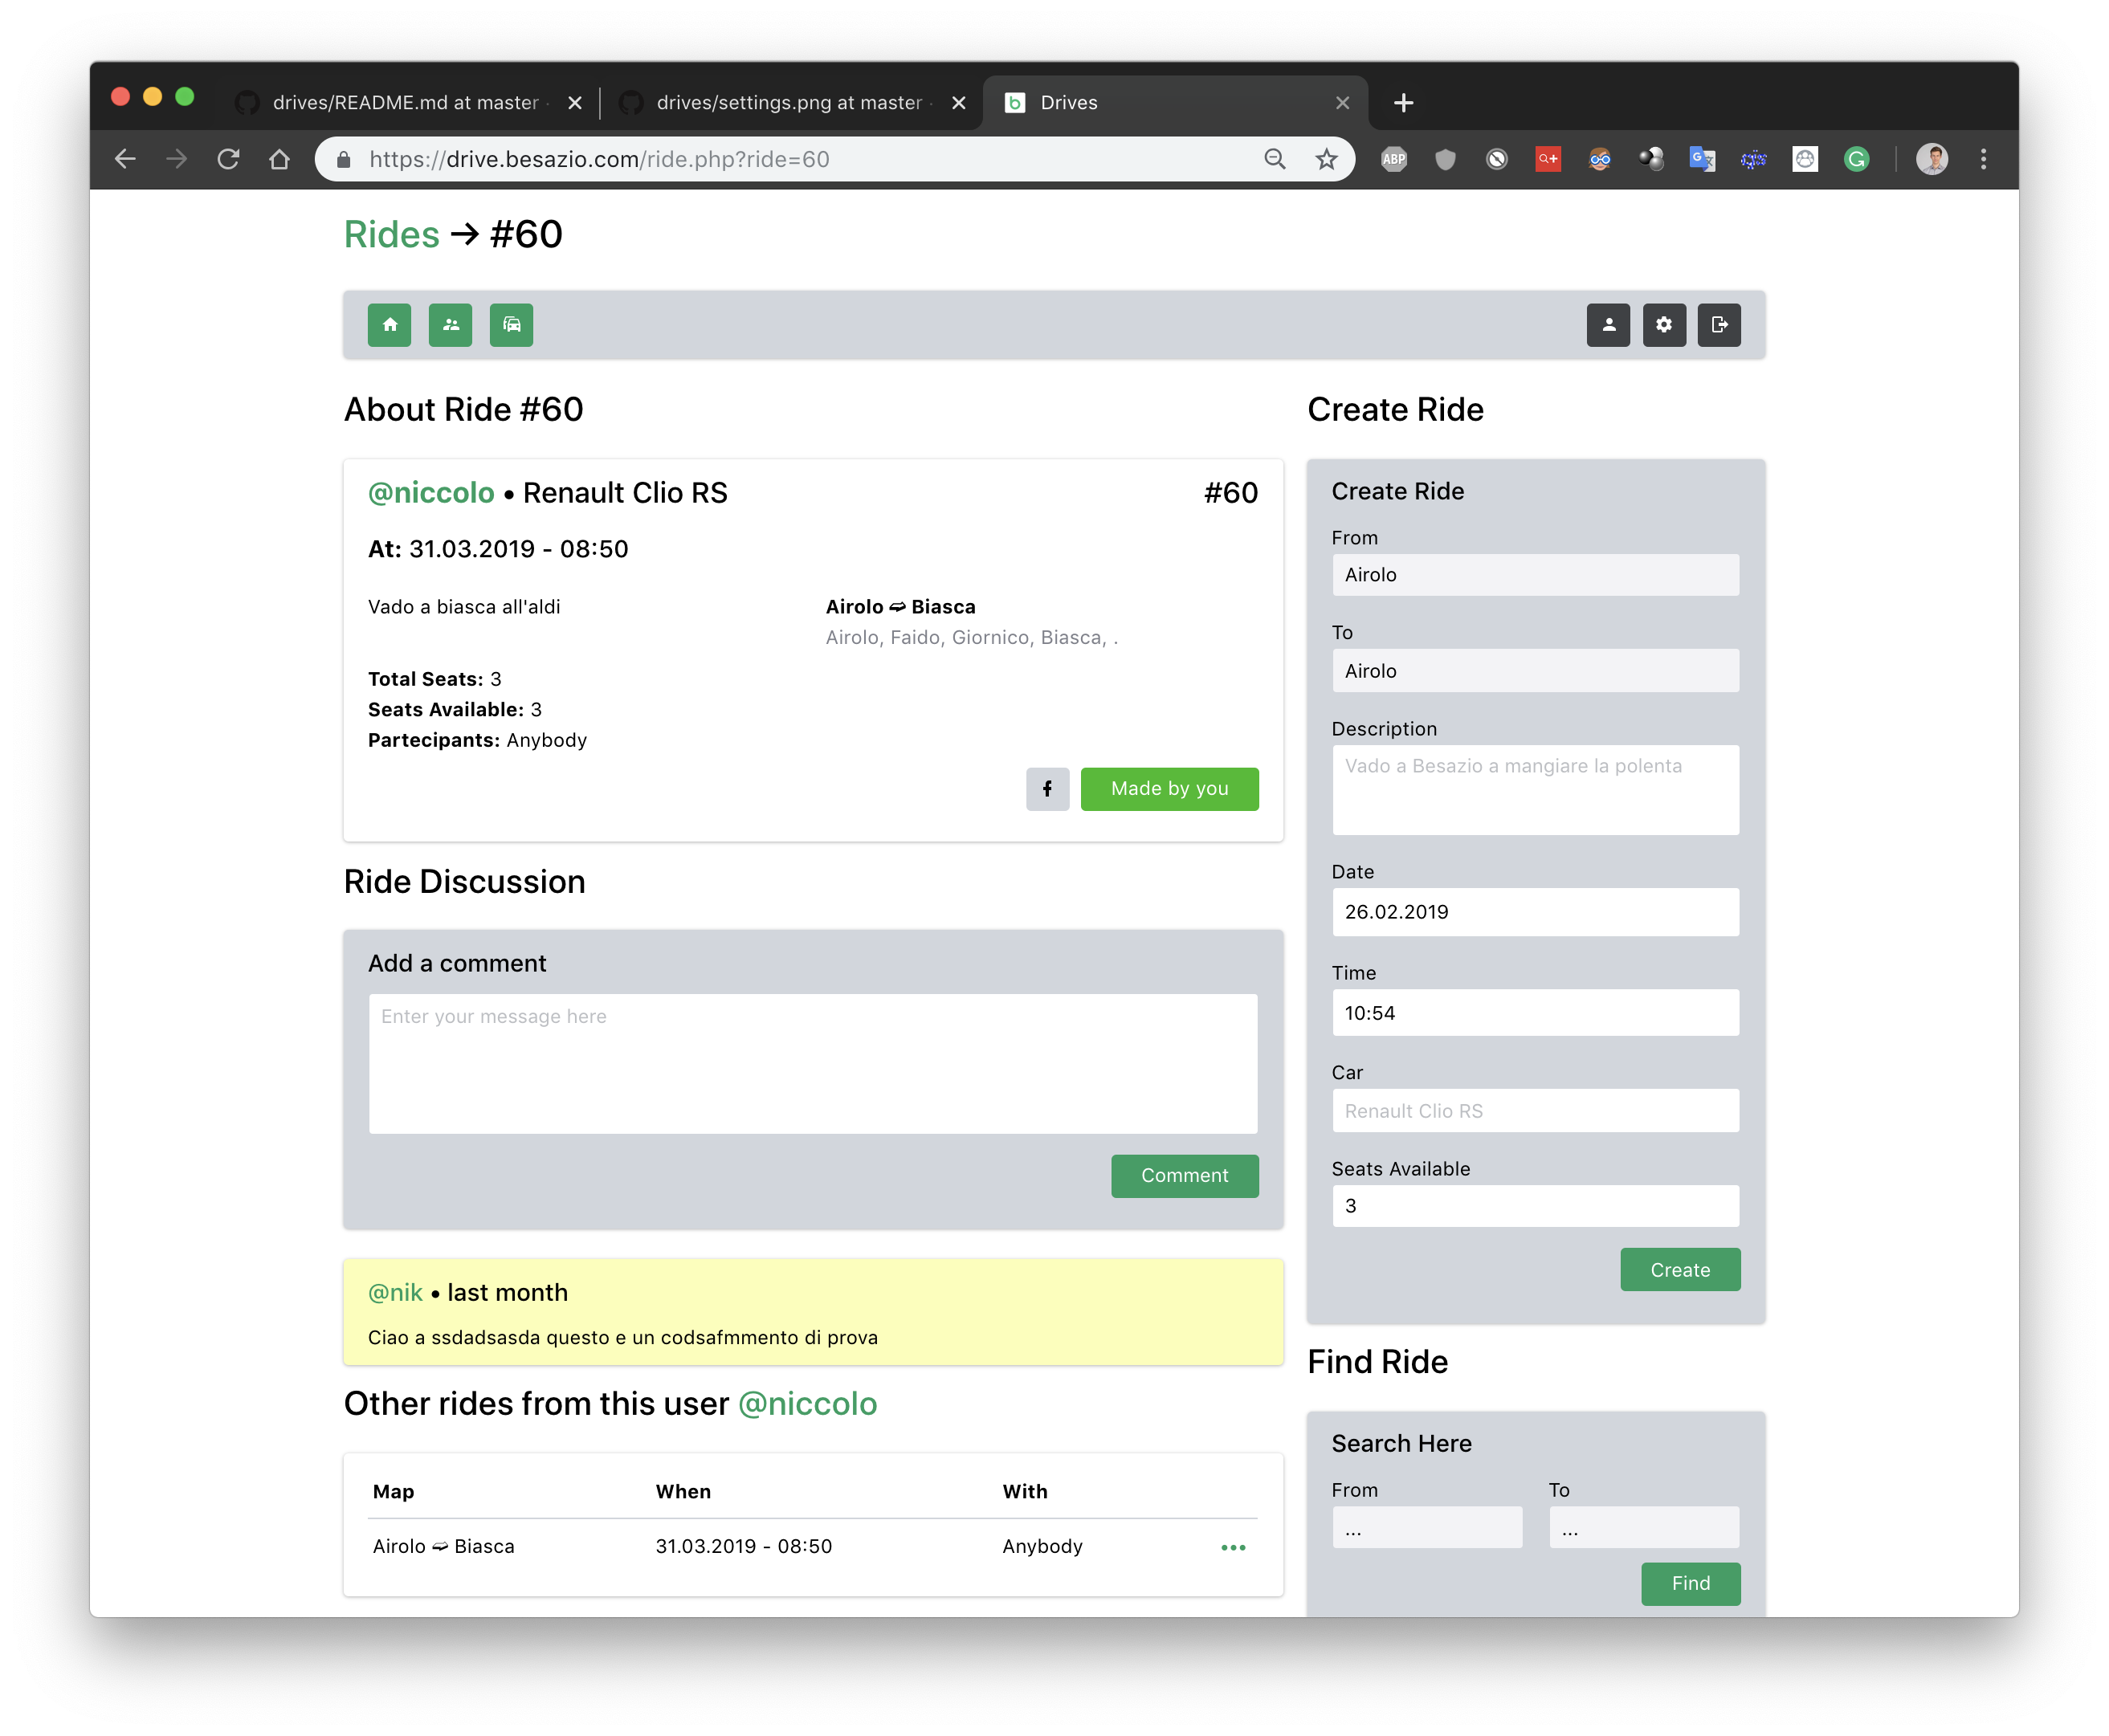 drives/README.md at master
drives/settings.png at master
Drives
https://drive.besazio.com/ride.php?ride=60
ABP
Rides → #60
About Ride #60
@niccolo • Renault Clio RS
#60
At: 31.03.2019 - 08:50
Vado a biasca all'aldi
Airolo ➫ Biasca
Airolo, Faido, Giornico, Biasca, .
Total Seats: 3
Seats Available: 3
Partecipants: Anybody
Made by you
Ride Discussion
Add a comment
Enter your message here
Comment
@nik • last month
Ciao a ssdadsasda questo e un codsafmmento di prova
Other rides from this user @niccolo
Map When With
Airolo ➫ Biasca 31.03.2019 - 08:50 Anybody •••
Create Ride
Create Ride
From
Airolo
To
Airolo
Description
Vado a Besazio a mangiare la polenta
Date
26.02.2019
Time
10:54
Car
Renault Clio RS
Seats Available
3
Create
Find Ride
Search Here
From To
... ...
Find